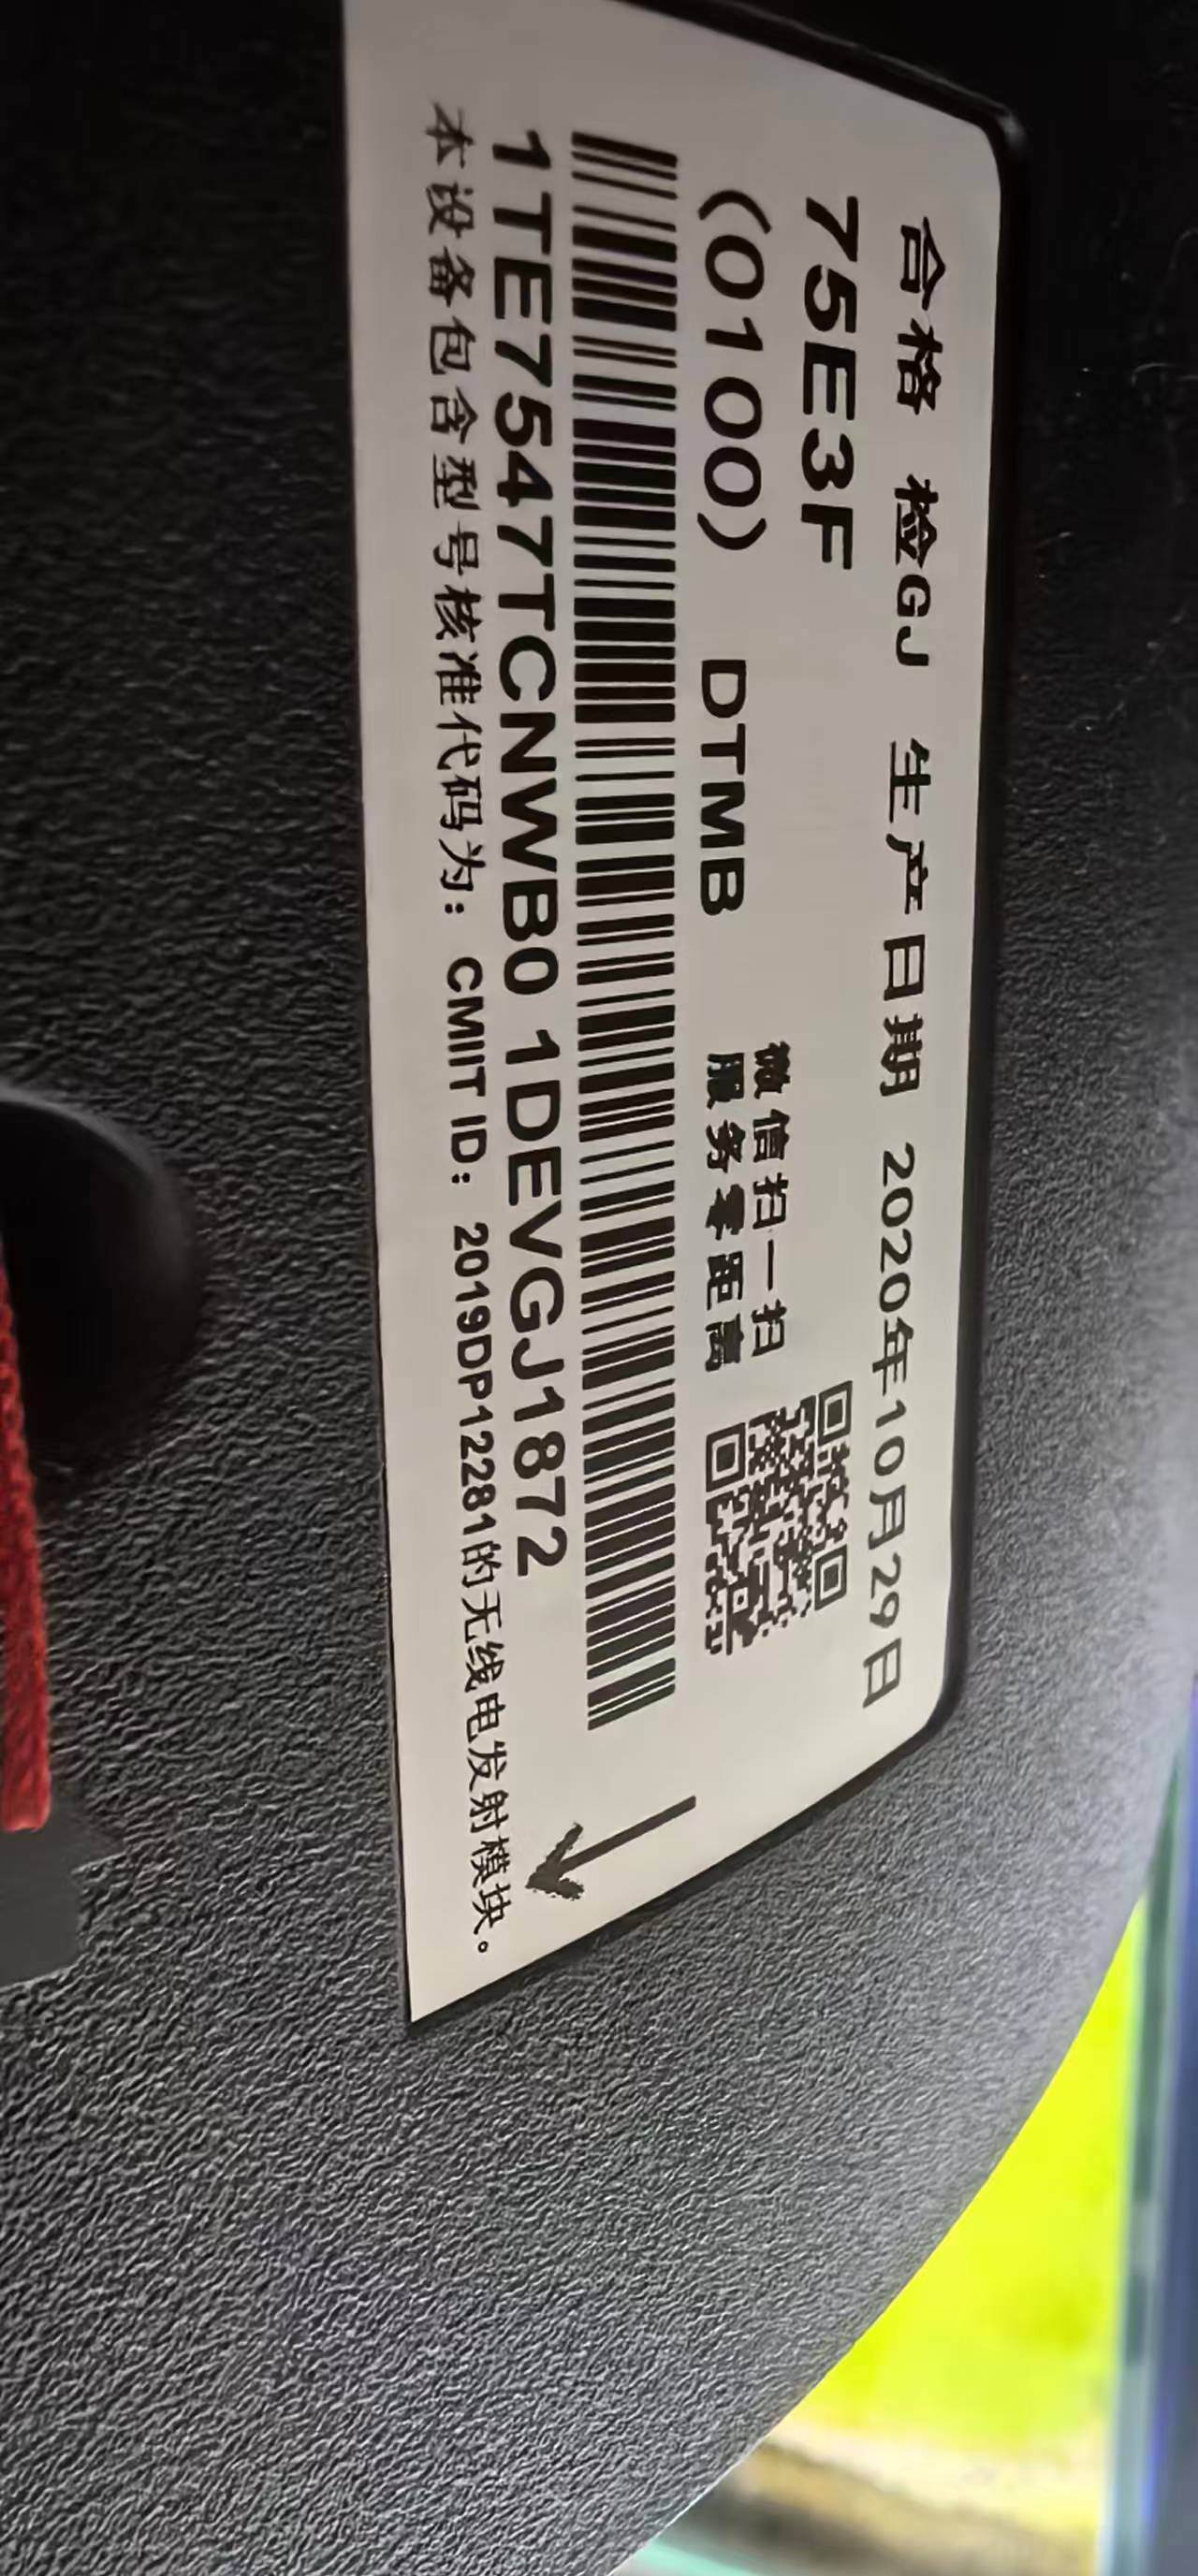 合格 检GJ 生产日期 2020年10月29日
75E3F
(0100) DTMB
微信扫一扫
服务零距离
1TE7547TCNWB0 1DEVGJ1872
本设备包含型号核准代码为：CMIIT ID：2019DP12281的无线电发射模块。